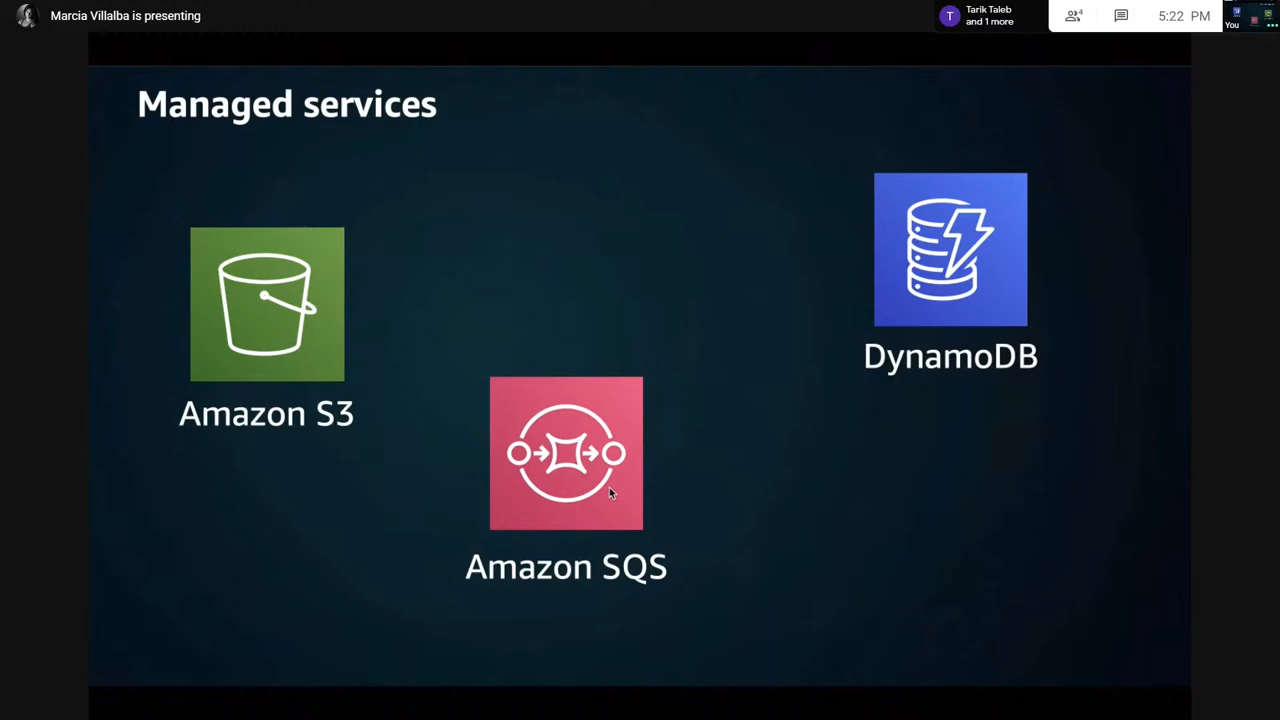 Marcia Villalba is presenting
T
Tarik Taleb
and 1 more
4
5:22 PM
You
Managed services
DynamoDB
Amazon S3
Amazon SQS